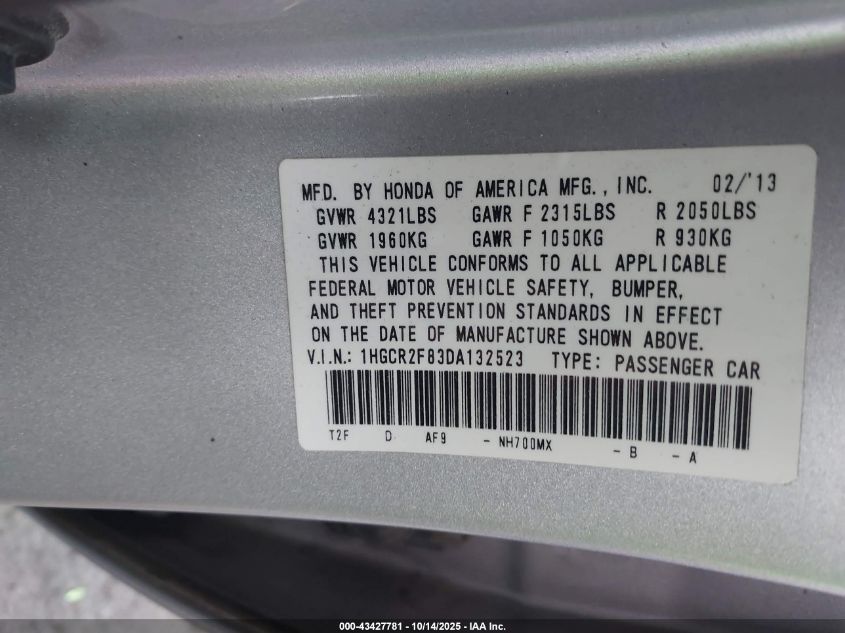 MFD. BY HONDA OF AMERICA MFG., INC. 02/'13
GVWR 4321LBS GAWR F 2315LBS R 2050LBS
GVWR 1960KG GAWR F 1050KG R 930KG
THIS VEHICLE CONFORMS TO ALL APPLICABLE
FEDERAL MOTOR VEHICLE SAFETY, BUMPER,
AND THEFT PREVENTION STANDARDS IN EFFECT
ON THE DATE OF MANUFACTURE SHOWN ABOVE.
V.I.N.: 1HGCR2F83DA132523 TYPE: PASSENGER CAR
T2F D AF9 - NH700MX - B - A
000-43427781 - 10/14/2025 - IAA Inc.